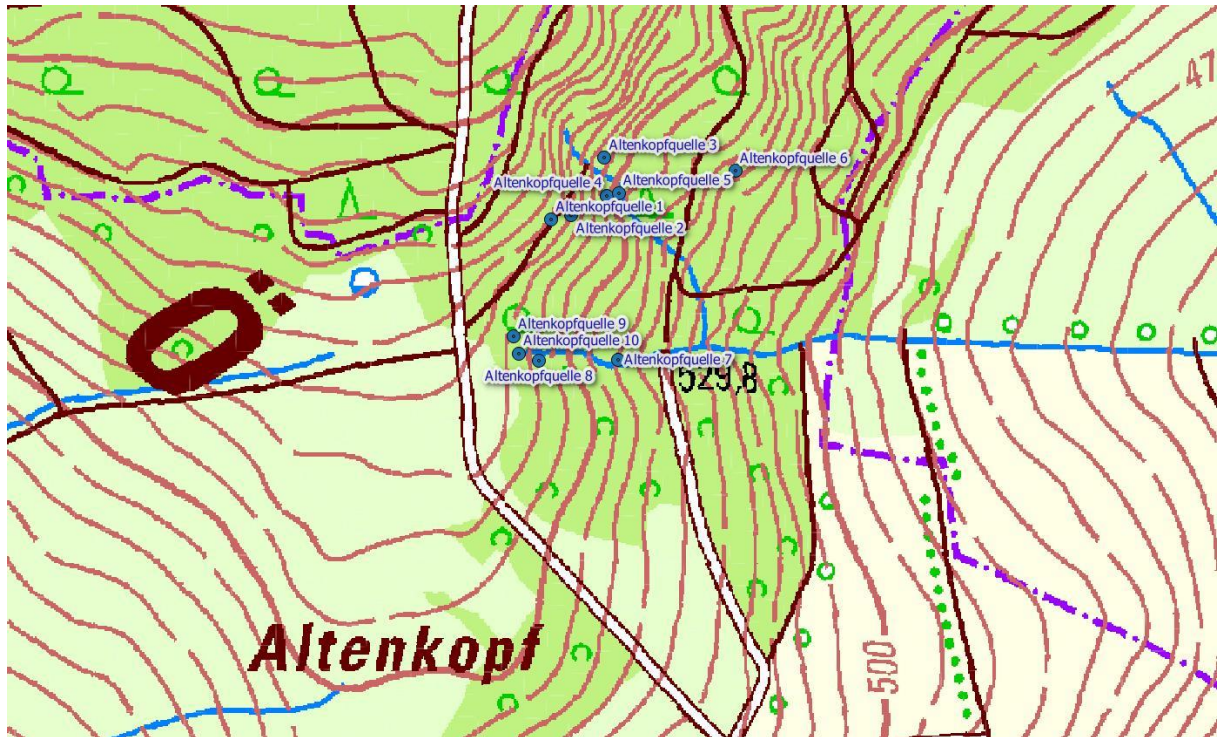 47
Altenkopfquelle 3
Altenkopfquelle 6
Altenkopfquelle 4
Altenkopfquelle 5
Altenkopfquelle 1
Altenkopfquelle 2
Ö:
Altenkopfquelle 9
Altenkopfquelle 10
Altenkopfquelle 8
Altenkopfquelle 7
529,8
Altenkopf
500